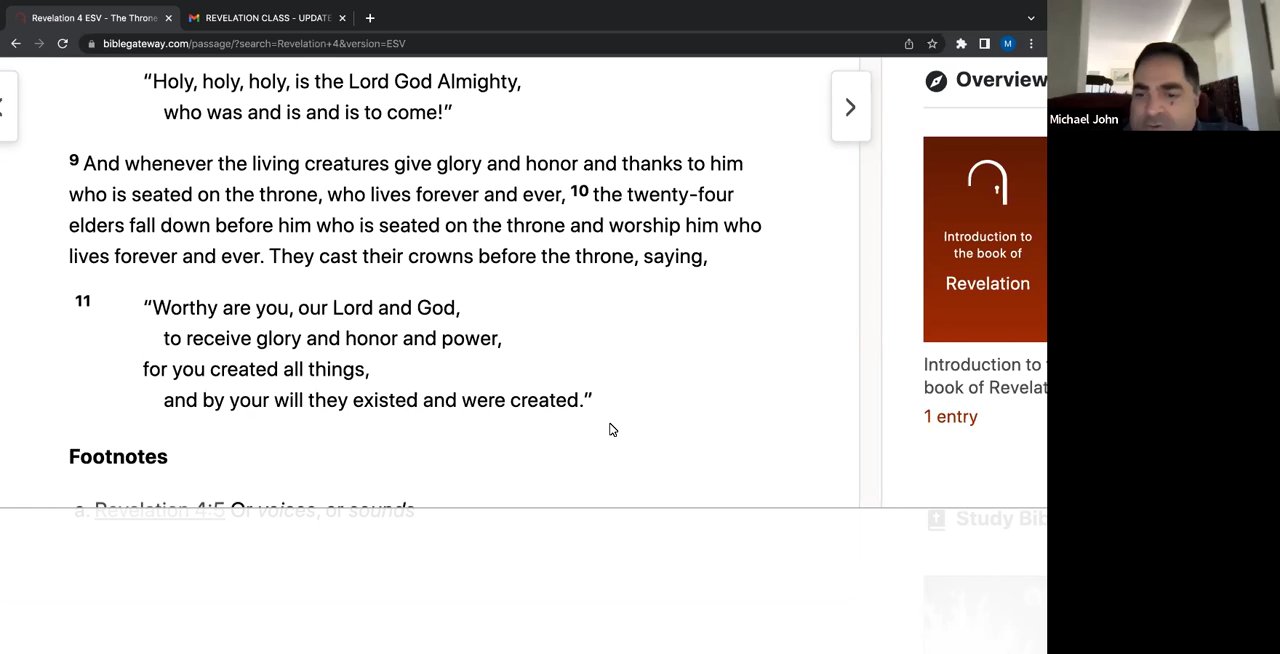 Revelation 4 ESV - The Throne
REVELATION CLASS - UPDATE
biblegateway.com/passage/?search=Revelation+4&version=ESV
M
“Holy, holy, holy, is the Lord God Almighty,
who was and is and is to come!”
9 And whenever the living creatures give glory and honor and thanks to him
who is seated on the throne, who lives forever and ever, 10 the twenty-four
elders fall down before him who is seated on the throne and worship him who
lives forever and ever. They cast their crowns before the throne, saying,
11 “Worthy are you, our Lord and God,
to receive glory and honor and power,
for you created all things,
and by your will they existed and were created.”
Footnotes
a. Revelation 4:5 Or voices, or sounds
Overview
Introduction to
the book of
Revelation
Introduction to
book of Revelat
1 entry
Study Bib
Michael John